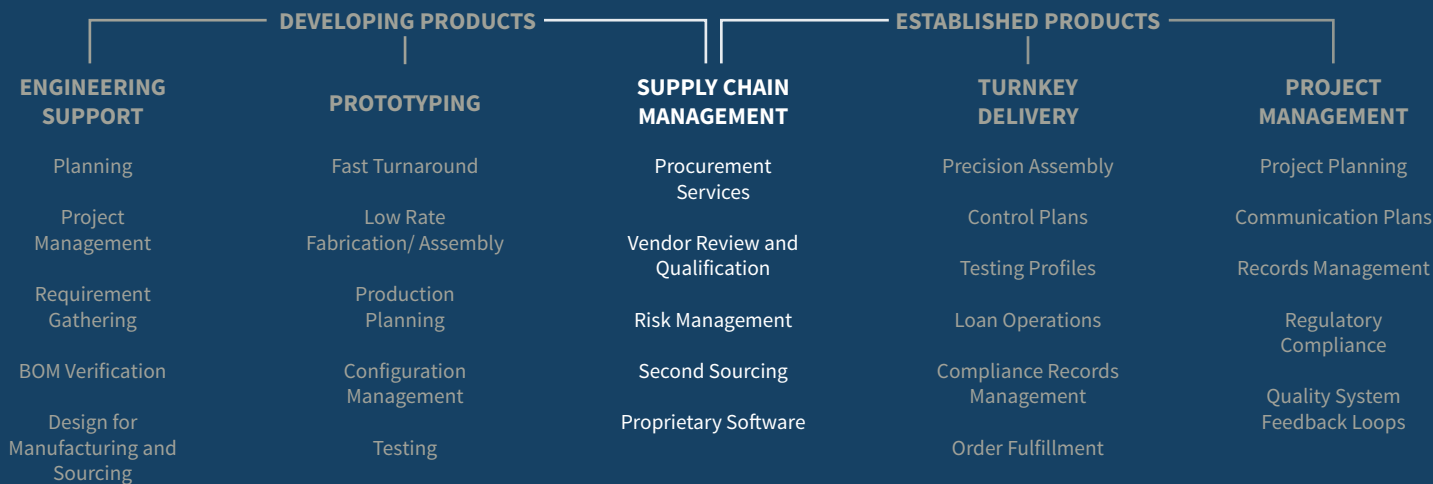 DEVELOPING PRODUCTS
ESTABLISHED PRODUCTS
ENGINEERING
SUPPORT
Planning
Project
Management
Requirement
Gathering
BOM Verification
Design for
Manufacturing and
Sourcing
PROTOTYPING
Fast Turnaround
Low Rate
Fabrication/ Assembly
Production
Planning
Configuration
Management
Testing
SUPPLY CHAIN
MANAGEMENT
Procurement
Services
Vendor Review and
Qualification
Risk Management
Second Sourcing
Proprietary Software
TURNKEY
DELIVERY
Precision Assembly
Control Plans
Testing Profiles
Loan Operations
Compliance Records
Management
Order Fulfillment
PROJECT
MANAGEMENT
Project Planning
Communication Plans
Records Management
Regulatory
Compliance
Quality System
Feedback Loops